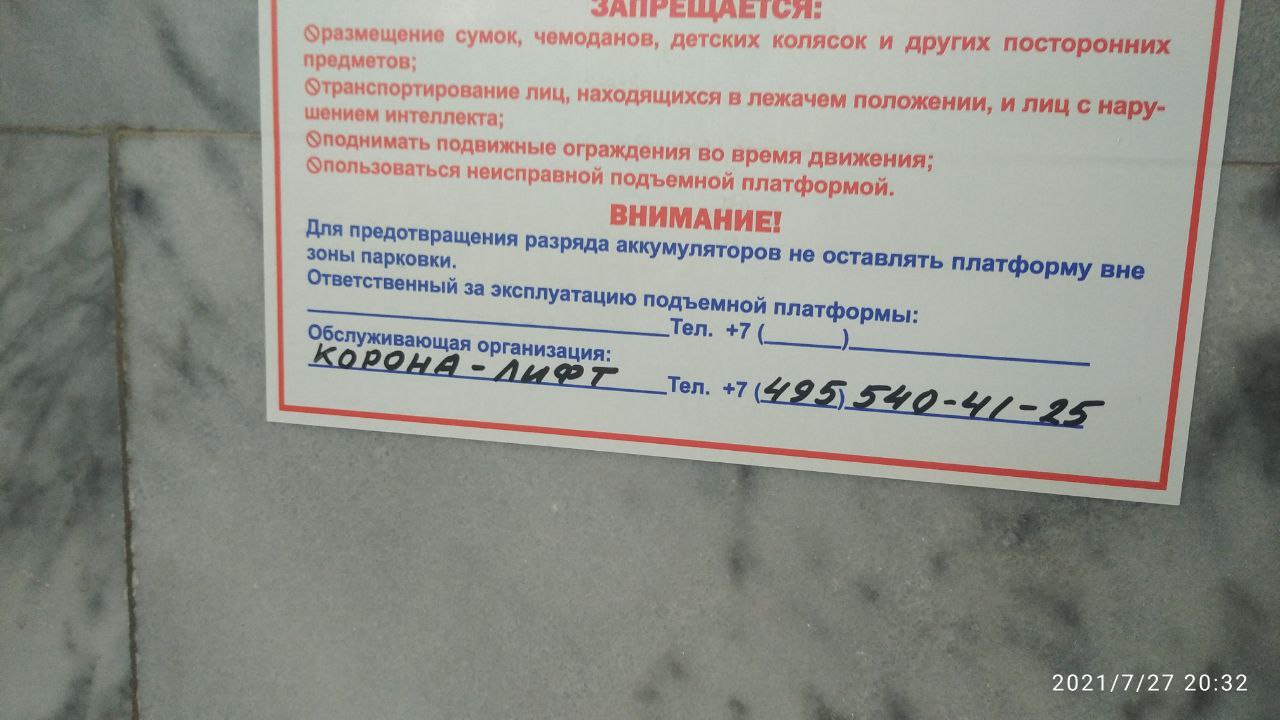 ЗАПРЕЩАЕТСЯ:
размещение сумок, чемоданов, детских колясок и других посторонних
предметов;
транспортирование лиц, находящихся в лежачем положении, и лиц с нару-
шением интеллекта;
поднимать подвижные ограждения во время движения;
пользоваться неисправной подъемной платформой.
ВНИМАНИЕ!
Для предотвращения разряда аккумуляторов не оставлять платформу вне
зоны парковки.
Ответственный за эксплуатацию подъемной платформы:
Тел. +7 (______)
Обслуживающая организация:
КОРОНА-ЛИФТ Тел. +7 (495) 540-41-25
2021/7/27 20:32